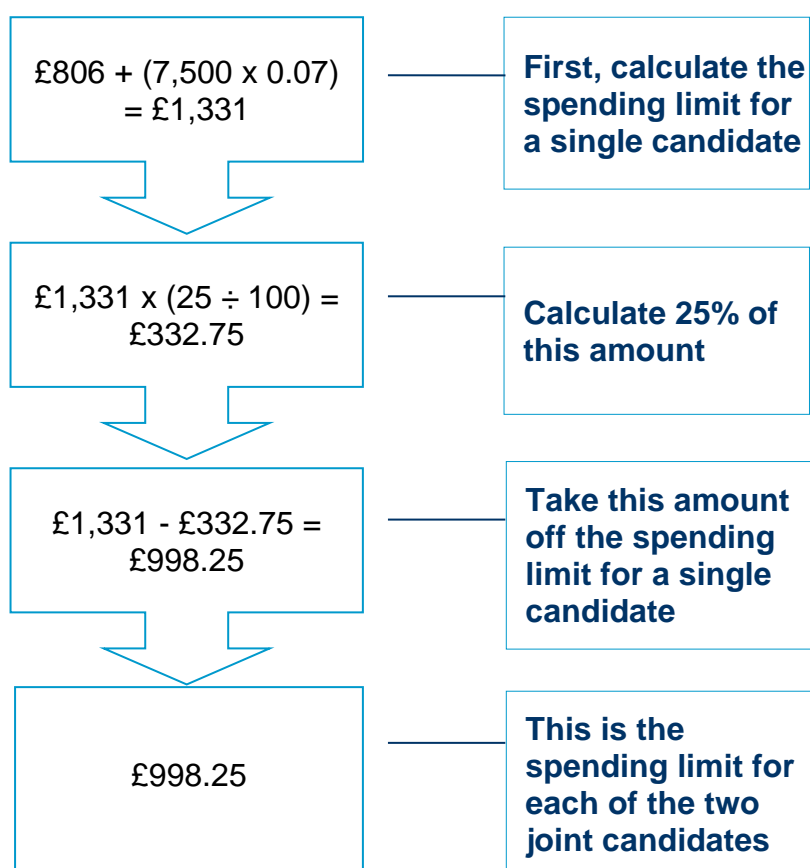 £806 + (7,500 x 0.07)
= £1,331
First, calculate the
spending limit for
a single candidate
£1,331 x (25 ÷ 100) =
£332.75
Calculate 25% of
this amount
£1,331 - £332.75 =
£998.25
Take this amount
off the spending
limit for a single
candidate
£998.25
This is the
spending limit for
each of the two
joint candidates